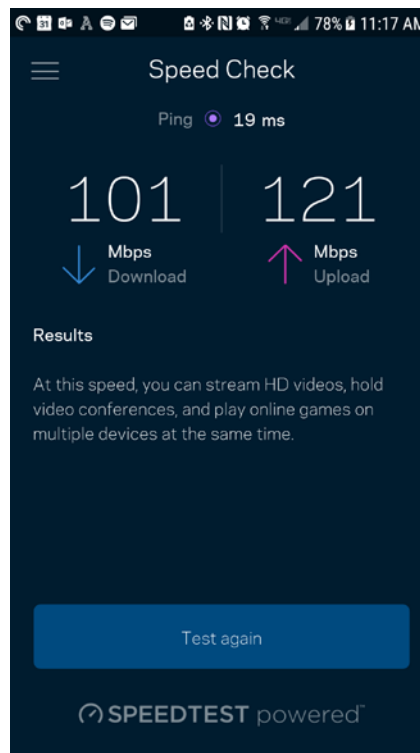 31 78% 11:17 AM
Speed Check
Ping 19 ms
101 121
Mbps Mbps
Download Upload
Results
At this speed, you can stream HD videos, hold
video conferences, and play online games on
multiple devices at the same time.
Test again
SPEEDTEST powered™